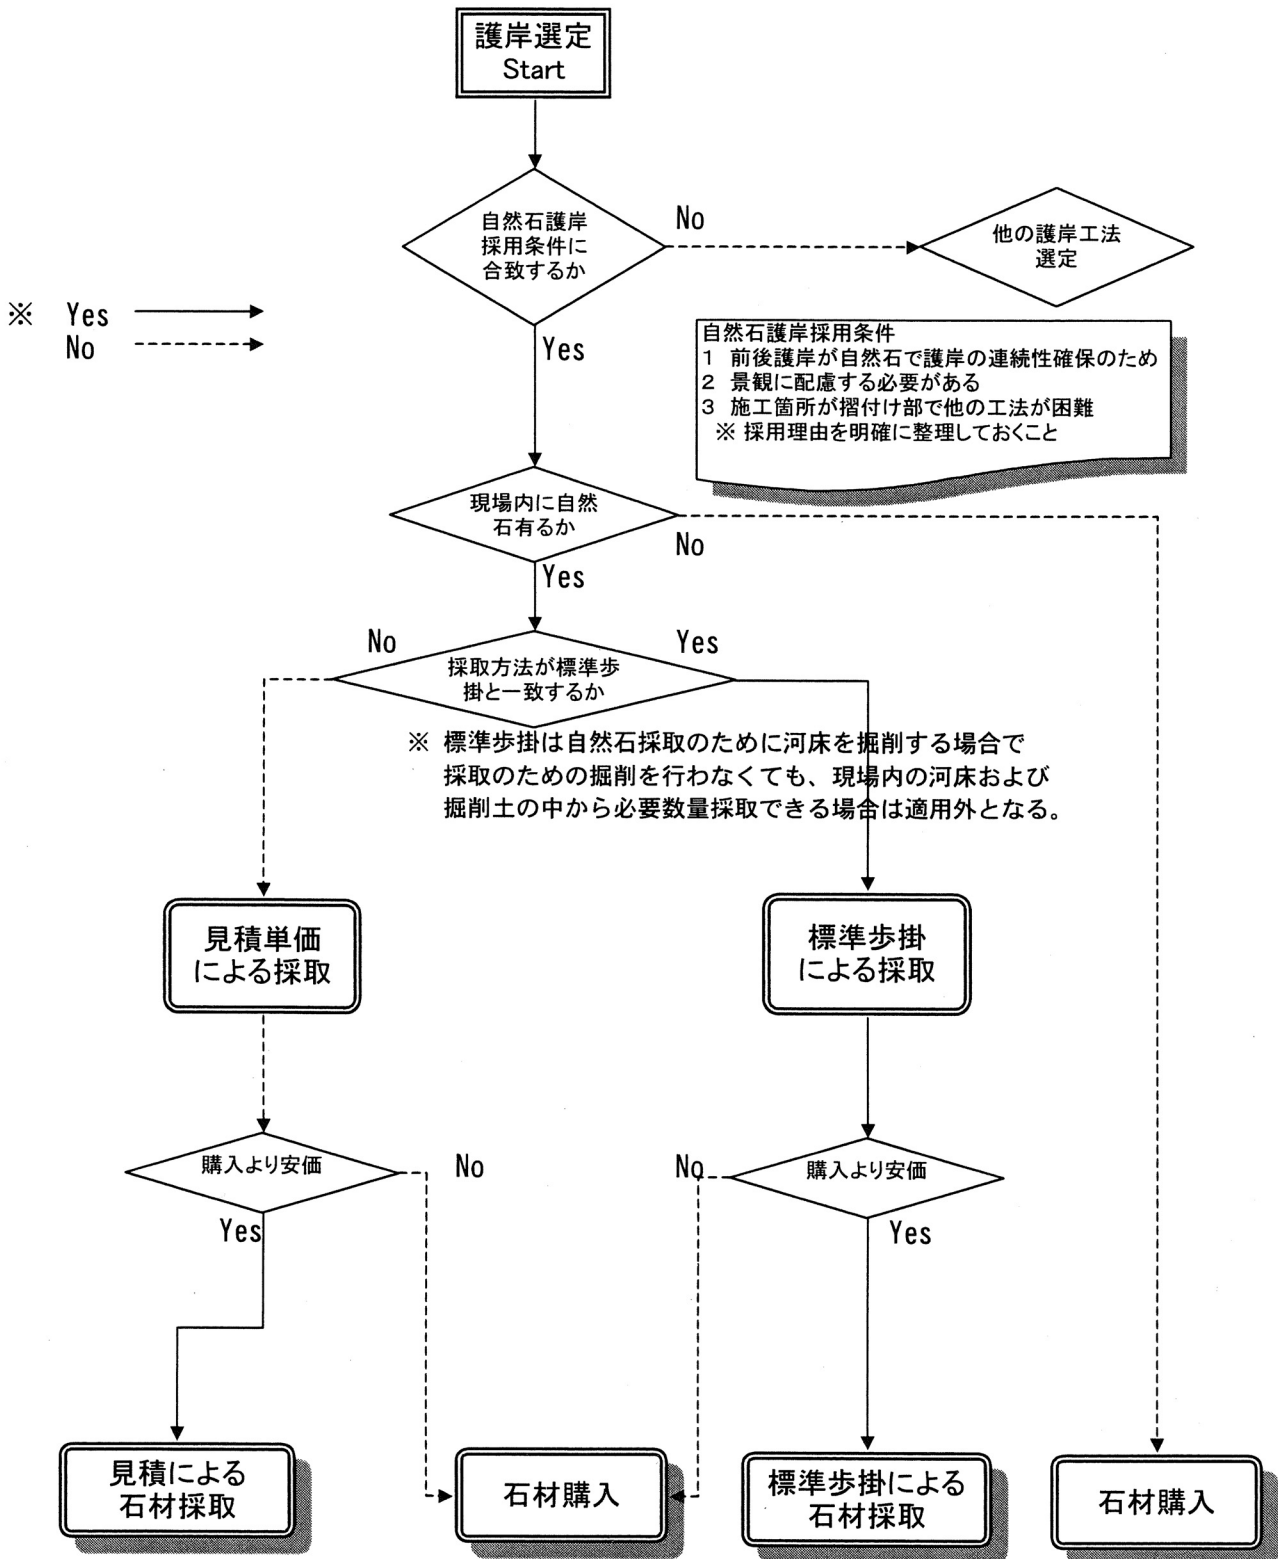 護岸選定
Start
自然石護岸
採用条件に
合致するか
No
他の護岸工法
選定
※ Yes
No
Yes
自然石護岸採用条件
1 前後護岸が自然石で護岸の連続性確保のため
2 景観に配慮する必要がある
3 施工箇所が摺付け部で他の工法が困難
※ 採用理由を明確に整理しておくこと
現場内に自然
石有るか
No
Yes
No
Yes
採取方法が標準歩
掛と一致するか
※ 標準歩掛は自然石採取のために河床を掘削する場合で
採取のための掘削を行わなくても、現場内の河床および
掘削土の中から必要数量採取できる場合は適用外となる。
見積単価
による採取
標準歩掛
による採取
購入より安価
No
No
購入より安価
Yes
Yes
見積による
石材採取
石材購入
標準歩掛による
石材採取
石材購入